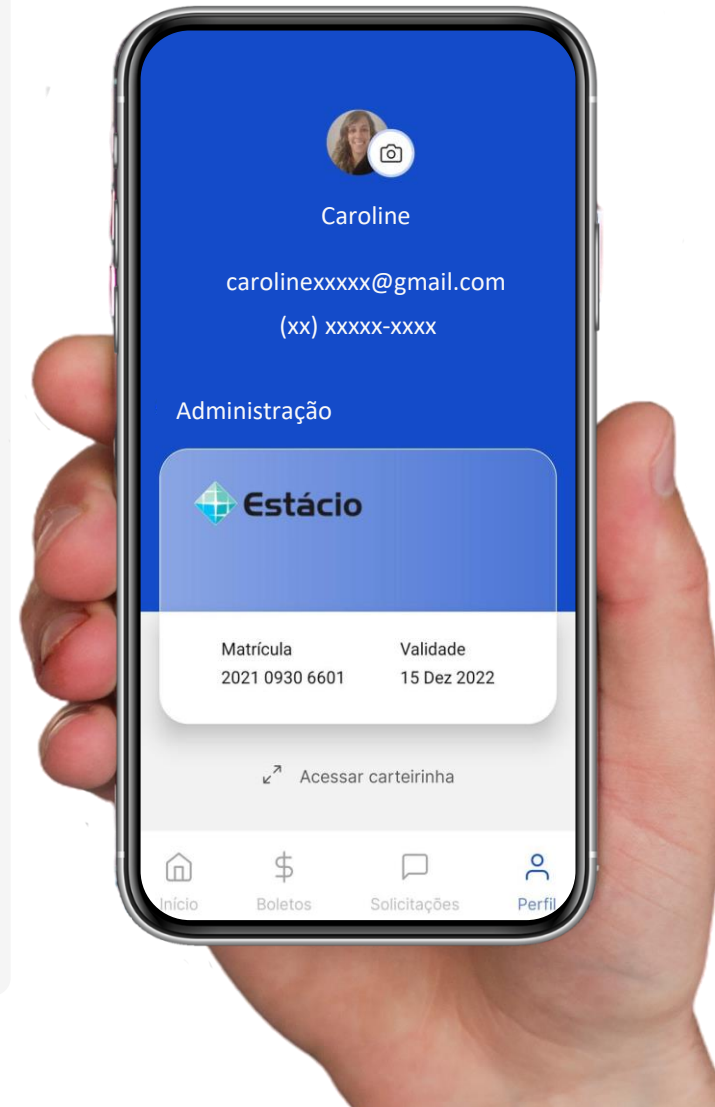 Caroline
carolinexxxxx@gmail.com
(xx) xxxxx-xxxx
Administração
Estácio
Matrícula Validade
2021 0930 6601 15 Dez 2022
Acessar carteirinha
Início Boletos Solicitações Perfil